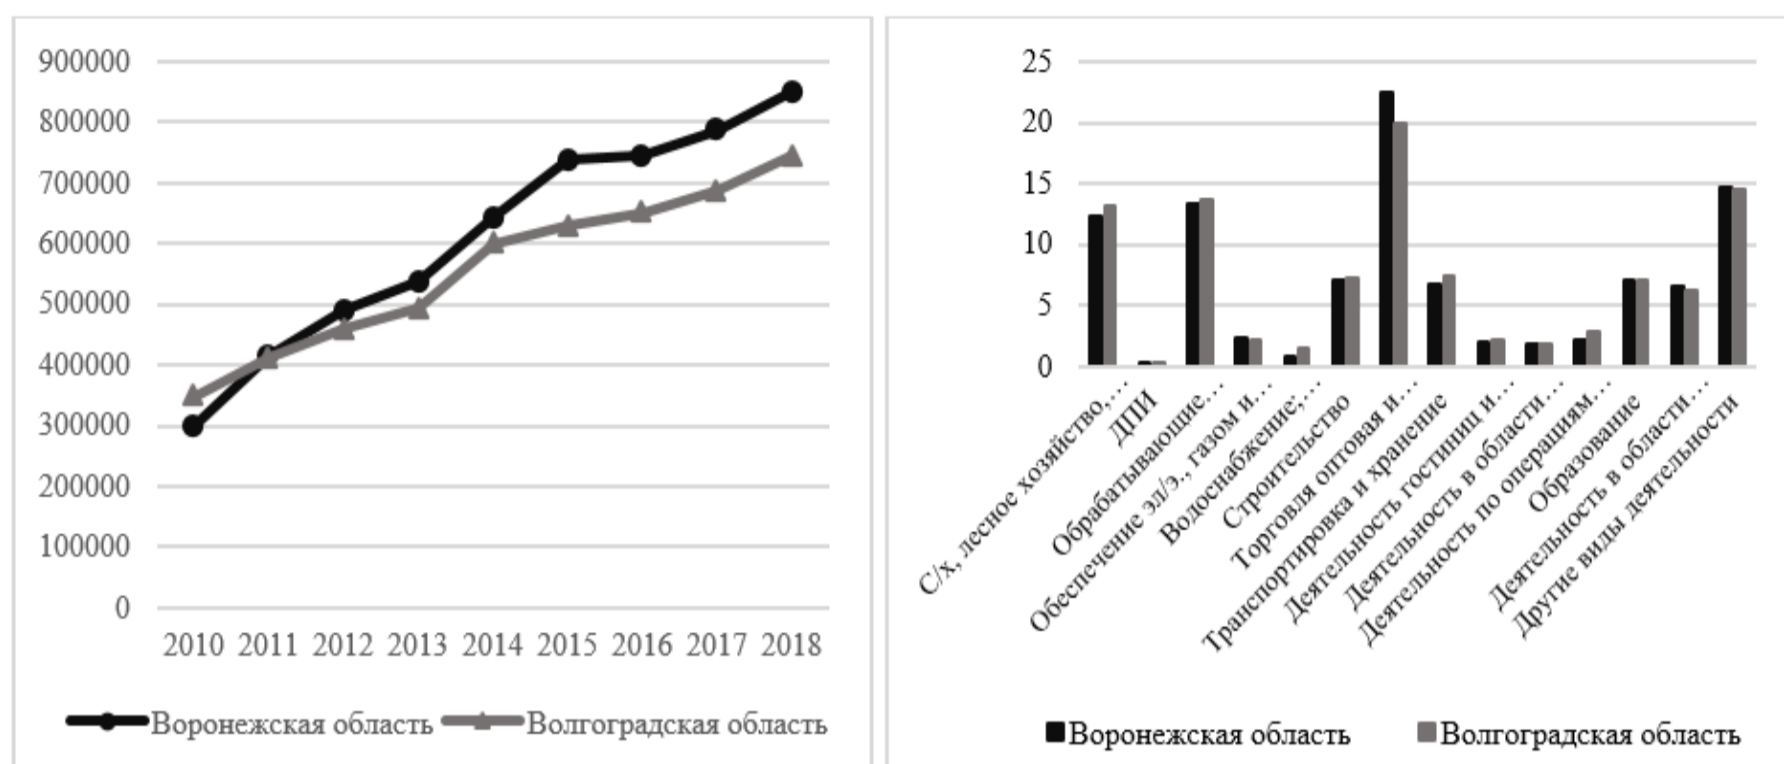 900000
800000
700000
600000
500000
400000
300000
200000
100000
0
2010 2011 2012 2013 2014 2015 2016 2017 2018
Воронежская область Волгоградская область
25
20
15
10
5
0
С/х, лесное хозяйство,…
ДПИ
Обрабатывающие…
Обеспечение эл/э., газом и…
Водоснабжение;…
Строительство
Торговля оптовая и…
Транспортировка и хранение
Деятельность гостиниц и…
Деятельность в области…
Деятельность по операциям…
Образование
Деятельность в области…
Другие виды деятельности
Воронежская область Волгоградская область